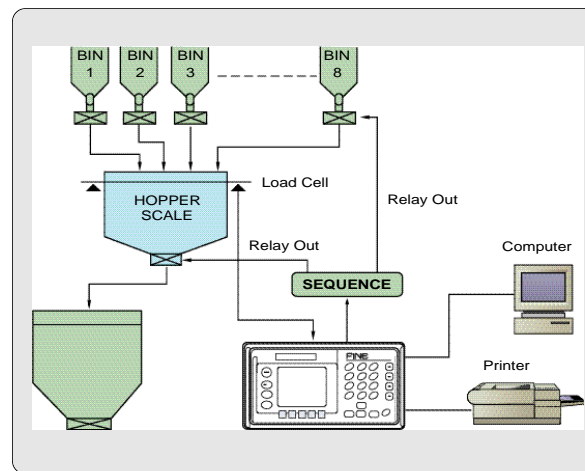 BIN
1
BIN
2
BIN
3
BIN
8
Load Cell
HOPPER
SCALE
Relay Out
Relay Out
SEQUENCE
Computer
FINE
Printer